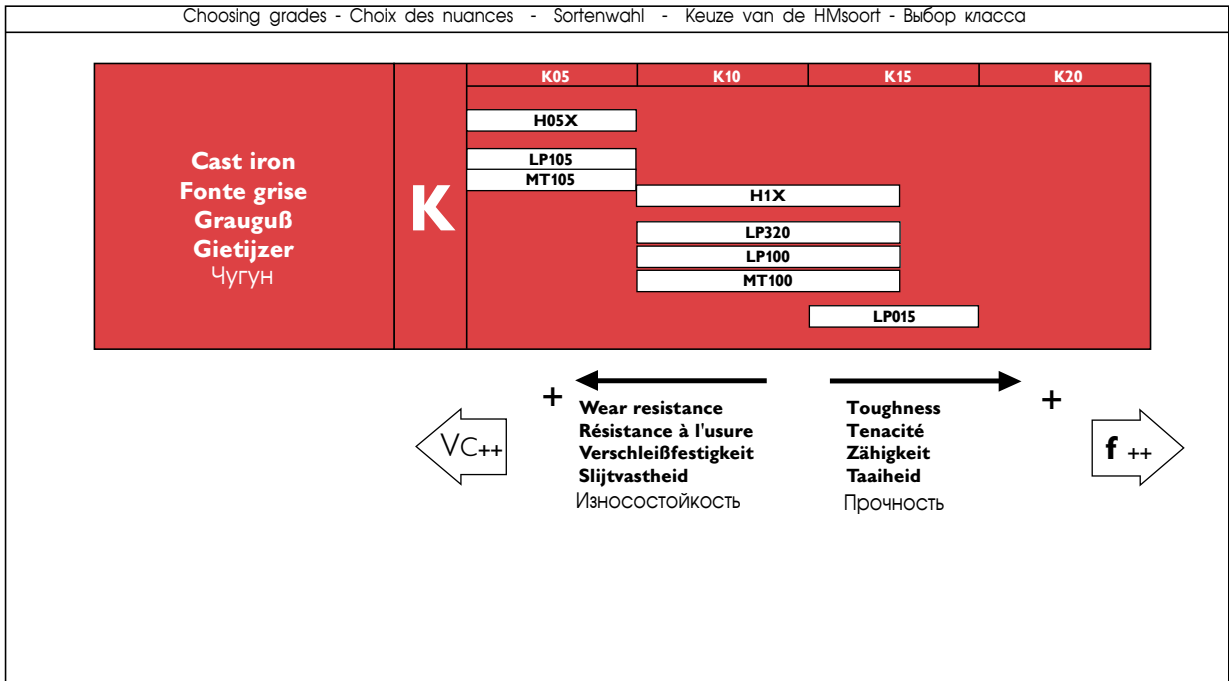 Choosing grades - Choix des nuances - Sortenwahl - Keuze van de HMsoort - Выбор класса
K05 K10 K15 K20
Cast iron
Fonte grise
Grauguß
Gietijzer
Чугун
K
H05X
LP105
MT105
H1X
LP320
LP100
MT100
LP015
+
Wear resistance
Résistance à l'usure
Verschleißfestigkeit
Slijtvastheid
Износостойкость
VC++
Toughness
Tenacité
Zähigkeit
Taaiheid
Прочность
+
f ++